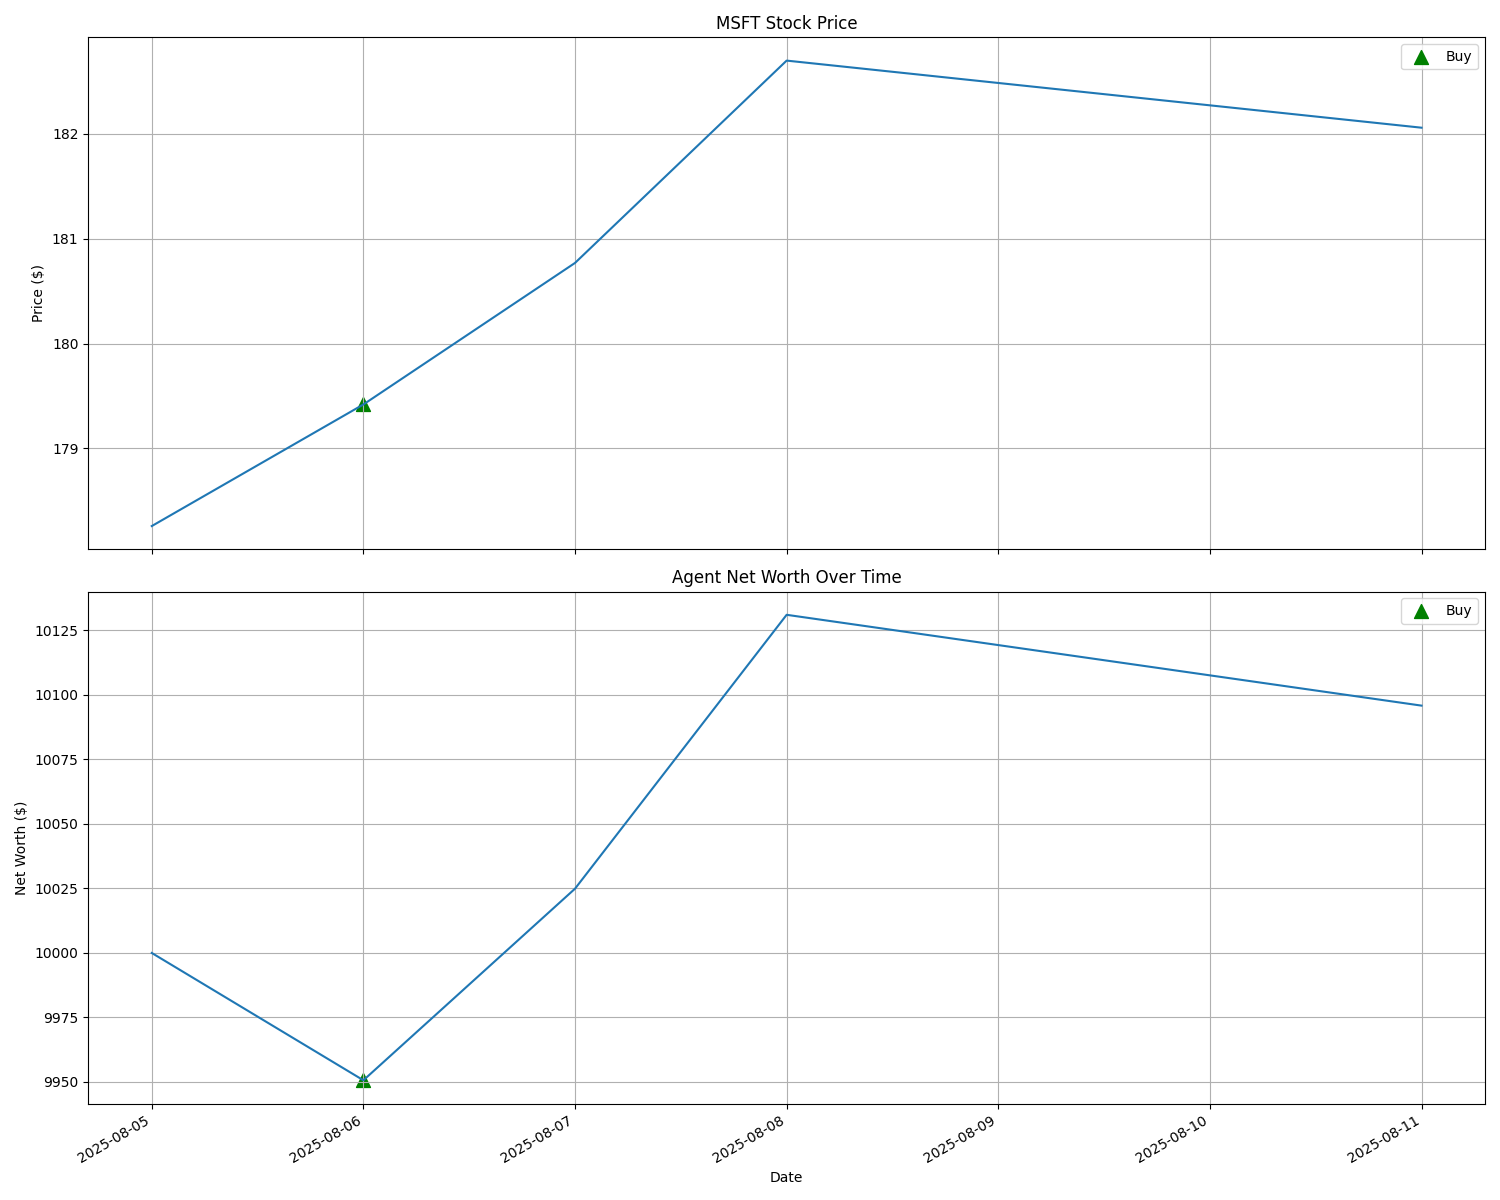 MSFT Stock Price
Buy
Price ($)
182
181
180
179
Agent Net Worth Over Time
Buy
Net Worth ($)
10125
10100
10075
10050
10025
10000
9975
9950
2025-08-05
2025-08-06
2025-08-07
2025-08-08
2025-08-09
2025-08-10
2025-08-11
Date